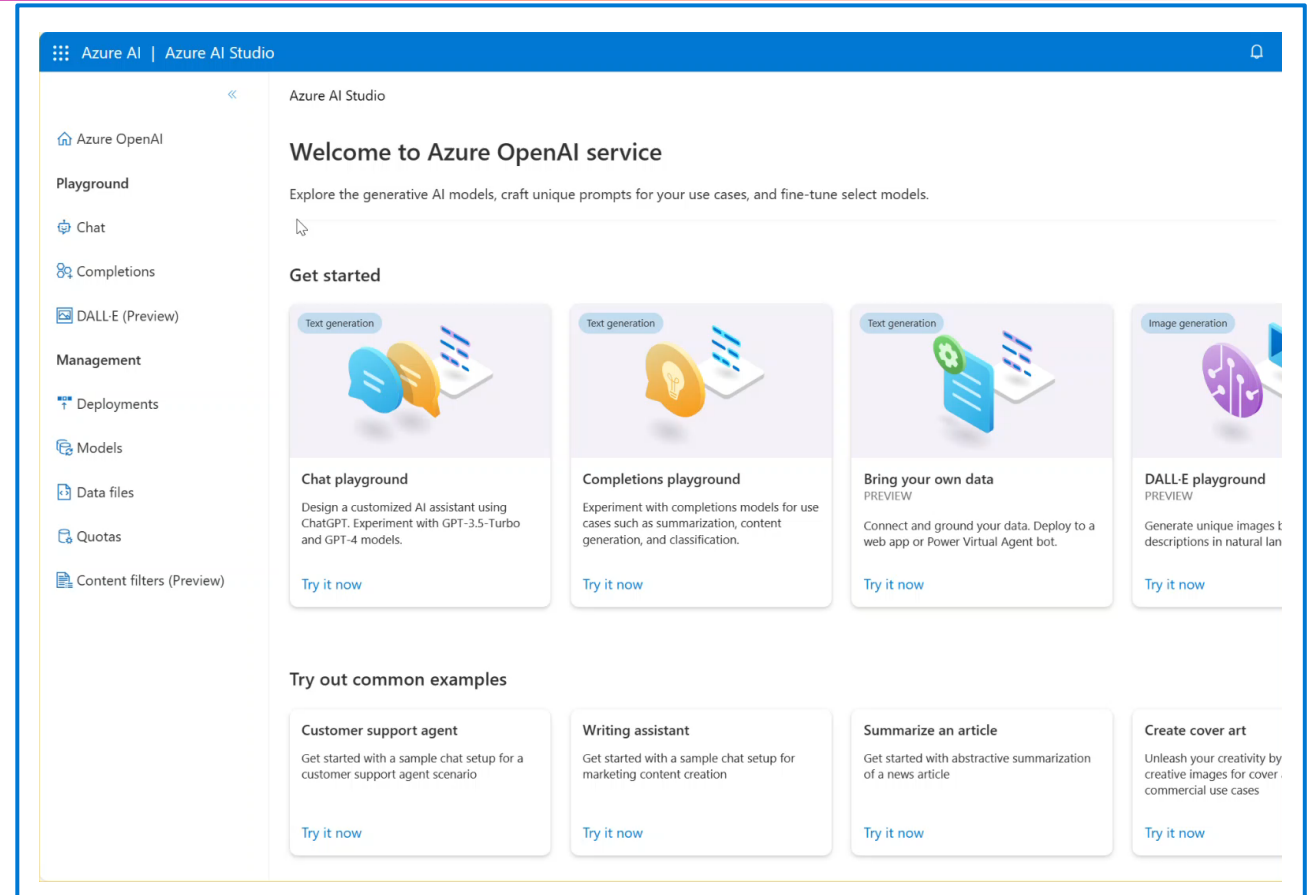 Azure AI | Azure AI Studio
Azure AI Studio
Azure OpenAI
Playground
Chat
Completions
DALL·E (Preview)
Management
Deployments
Models
Data files
Quotas
Content filters (Preview)
Welcome to Azure OpenAI service
Explore the generative AI models, craft unique prompts for your use cases, and fine-tune select models.
Get started
Text generation
Chat playground
Design a customized AI assistant using
ChatGPT. Experiment with GPT-3.5-Turbo
and GPT-4 models.
Try it now
Text generation
Completions playground
Experiment with completions models for use
cases such as summarization, content
generation, and classification.
Try it now
Text generation
Bring your own data
PREVIEW
Connect and ground your data. Deploy to a
web app or Power Virtual Agent bot.
Try it now
Image generation
DALL·E playground
PREVIEW
Generate unique images
descriptions in natural
Try it now
Try out common examples
Customer support agent
Get started with a sample chat setup for a
customer support agent scenario
Try it now
Writing assistant
Get started with a sample chat setup for
marketing content creation
Try it now
Summarize an article
Get started with abstractive summarization
of a news article
Try it now
Create cover art
Unleash your creativity by
creative images for cover
commercial use cases
Try it now